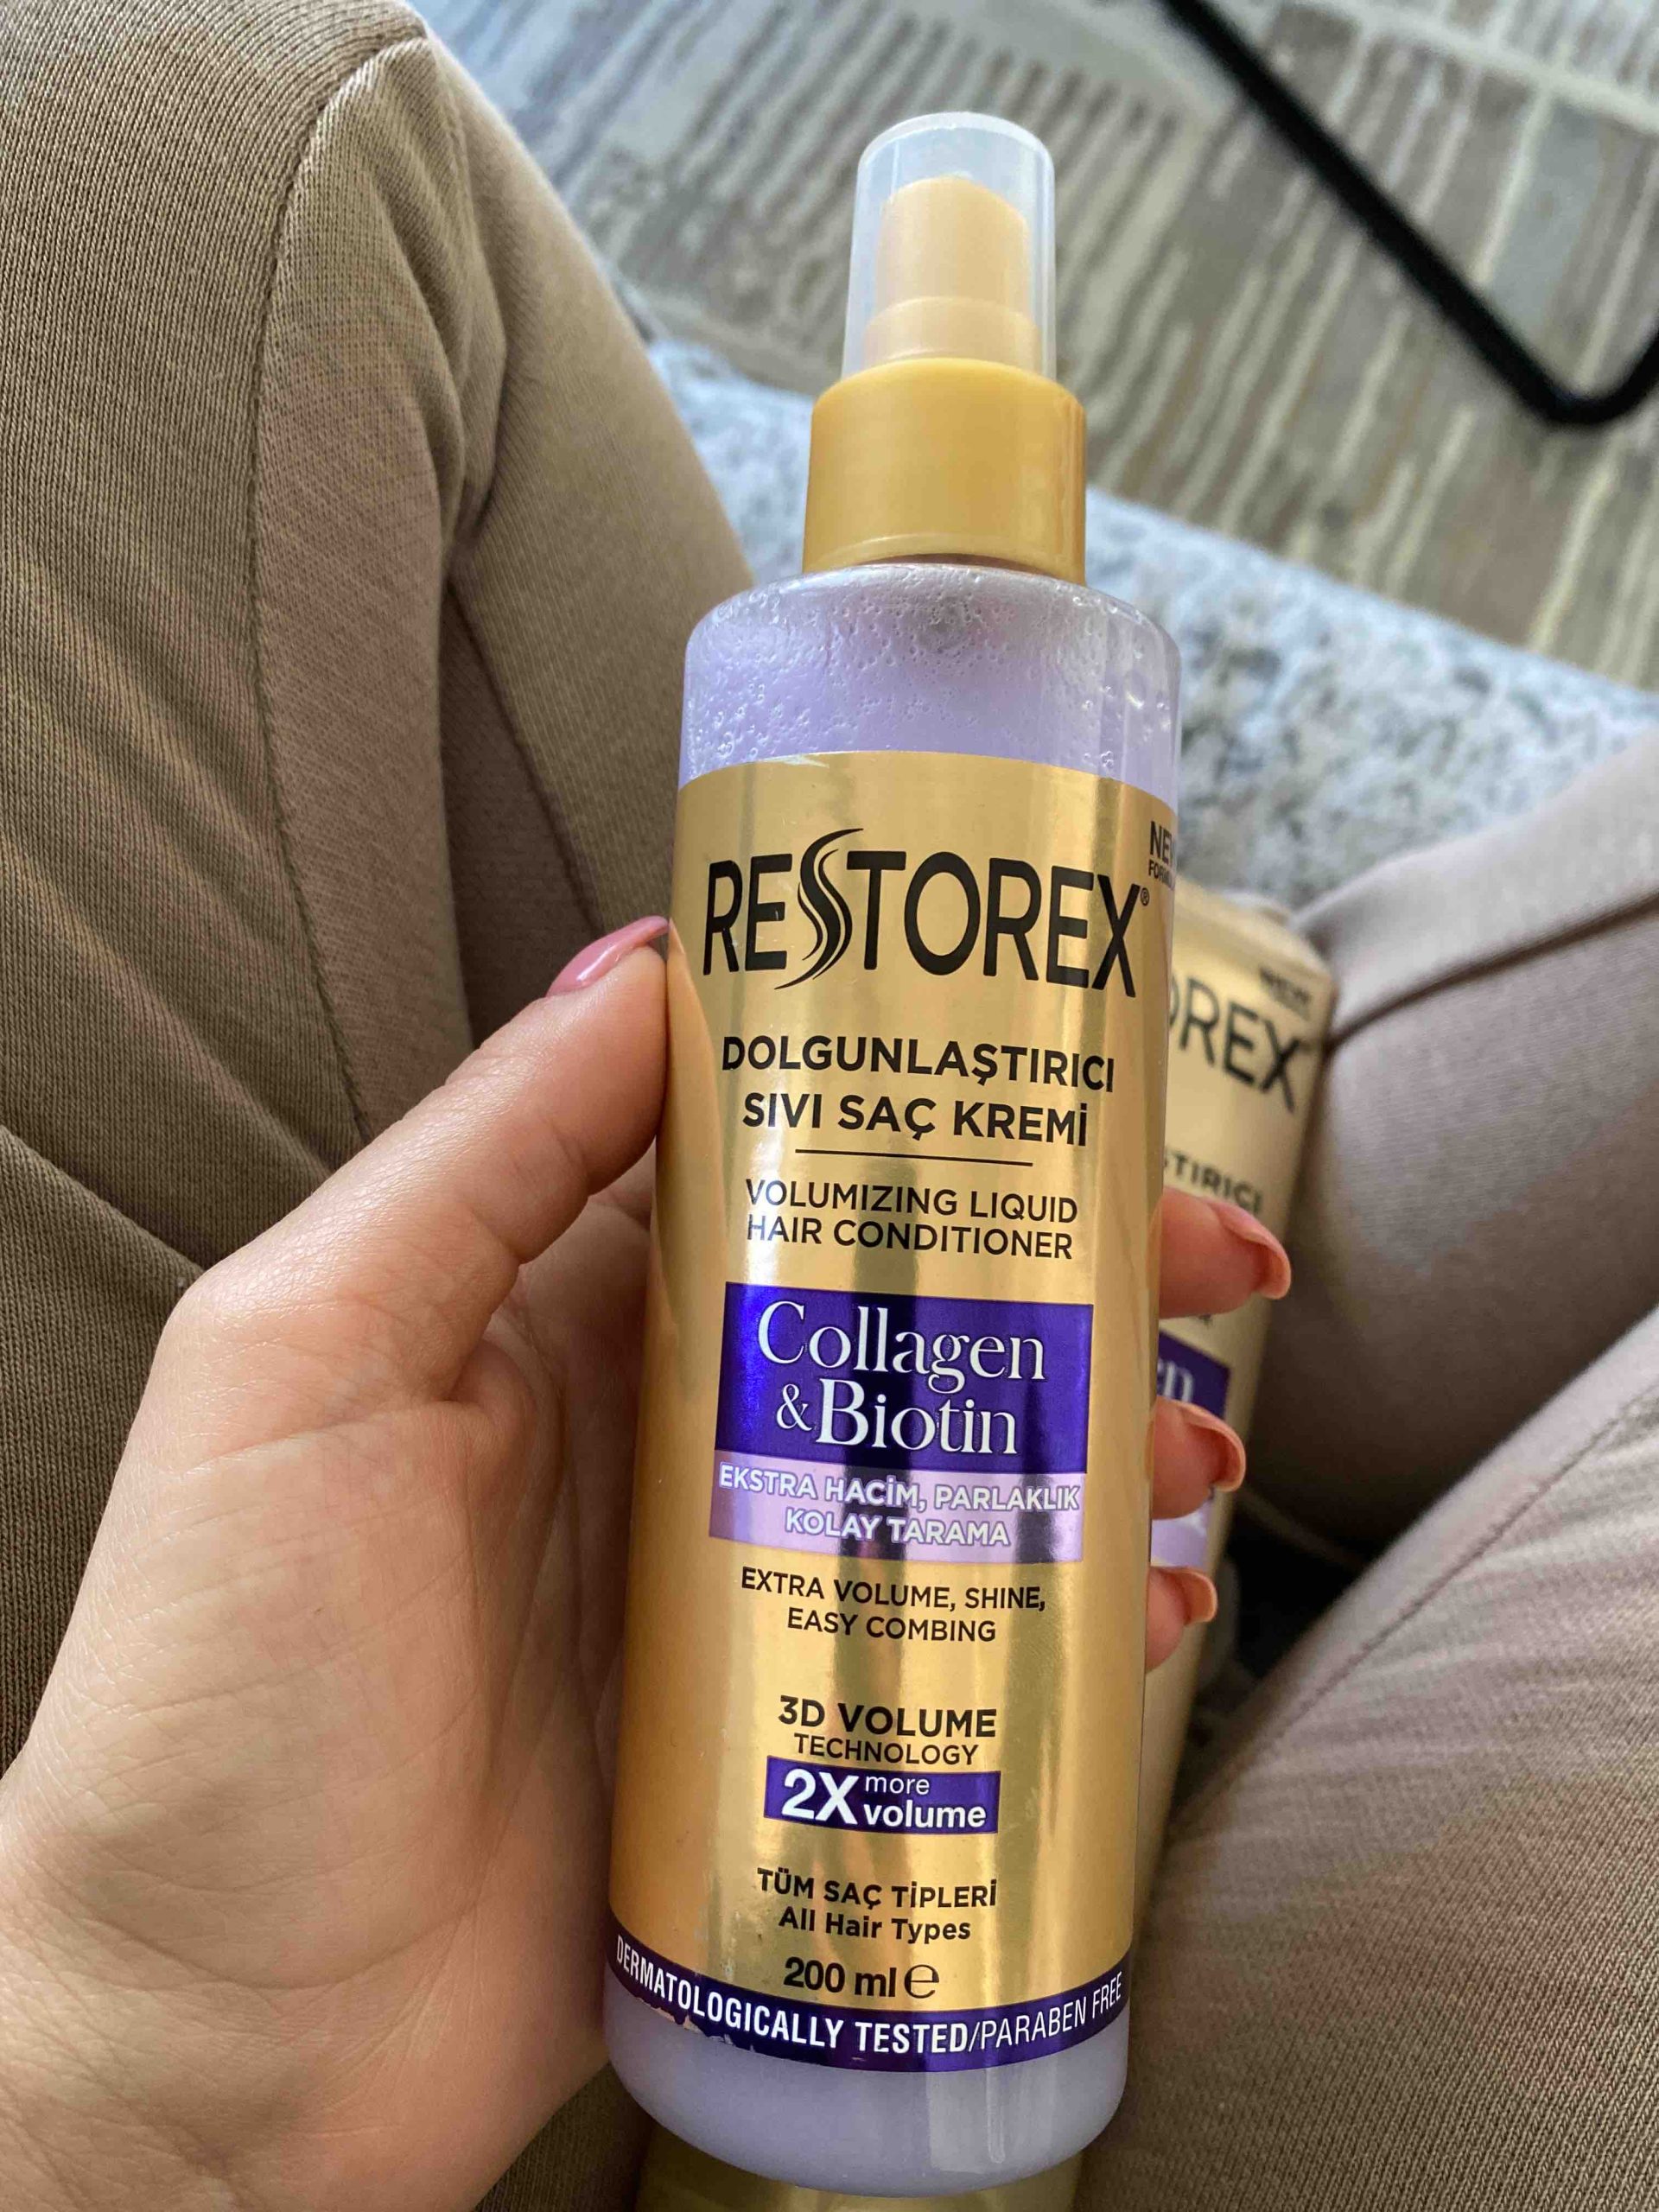 RESTOREX®
DOLGUNLAŞTIRICI
SIVI SAÇ KREMİ
VOLUMIZING LIQUID
HAIR CONDITIONER
Collagen
&Biotin
EKSTRA HACİM, PARLAKLIK
KOLAY TARAMA
EXTRA VOLUME, SHINE,
EASY COMBING
3D VOLUME
TECHNOLOGY
2X more
volume
TÜM SAÇ TİPLERİ
All Hair Types
200 ml e
DERMATOLOGICALLY TESTED/PARABEN FREE